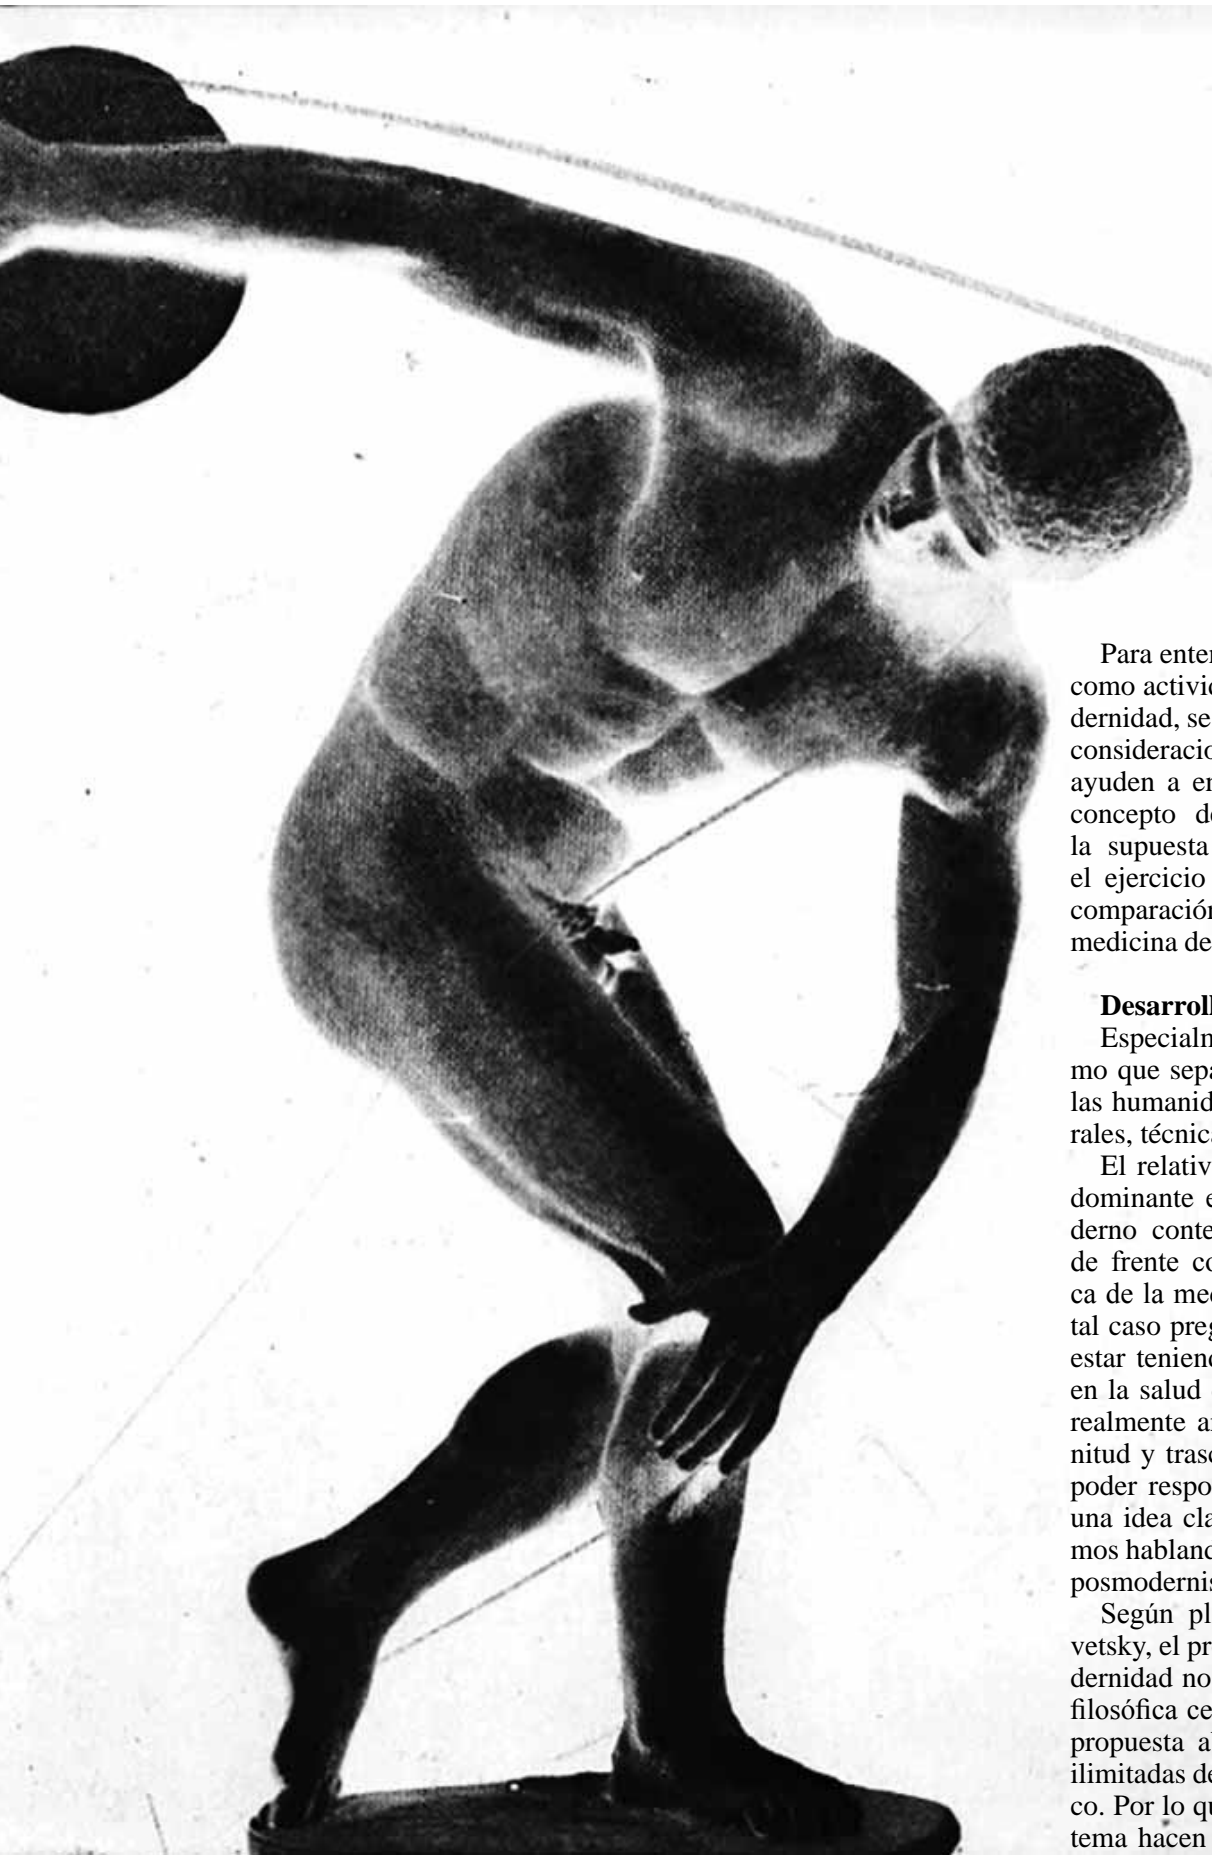 Para enter
como activid
dernidad, se
consideracio
ayuden a en
concepto de
la supuesta
el ejercicio
comparación
medicina de
Desarroll
Especialm
mo que sepa
las humanid
rales, técnica
El relativ
dominante e
derno conte
de frente co
ca de la med
tal caso preg
estar teniend
en la salud
realmente a
nitud y trasc
poder respo
una idea cla
mos habland
posmodernis
Según pl
vetsky, el pr
dernidad no
filosófica ce
propuesta a
ilimitadas de
co. Por lo qu
tema hacen